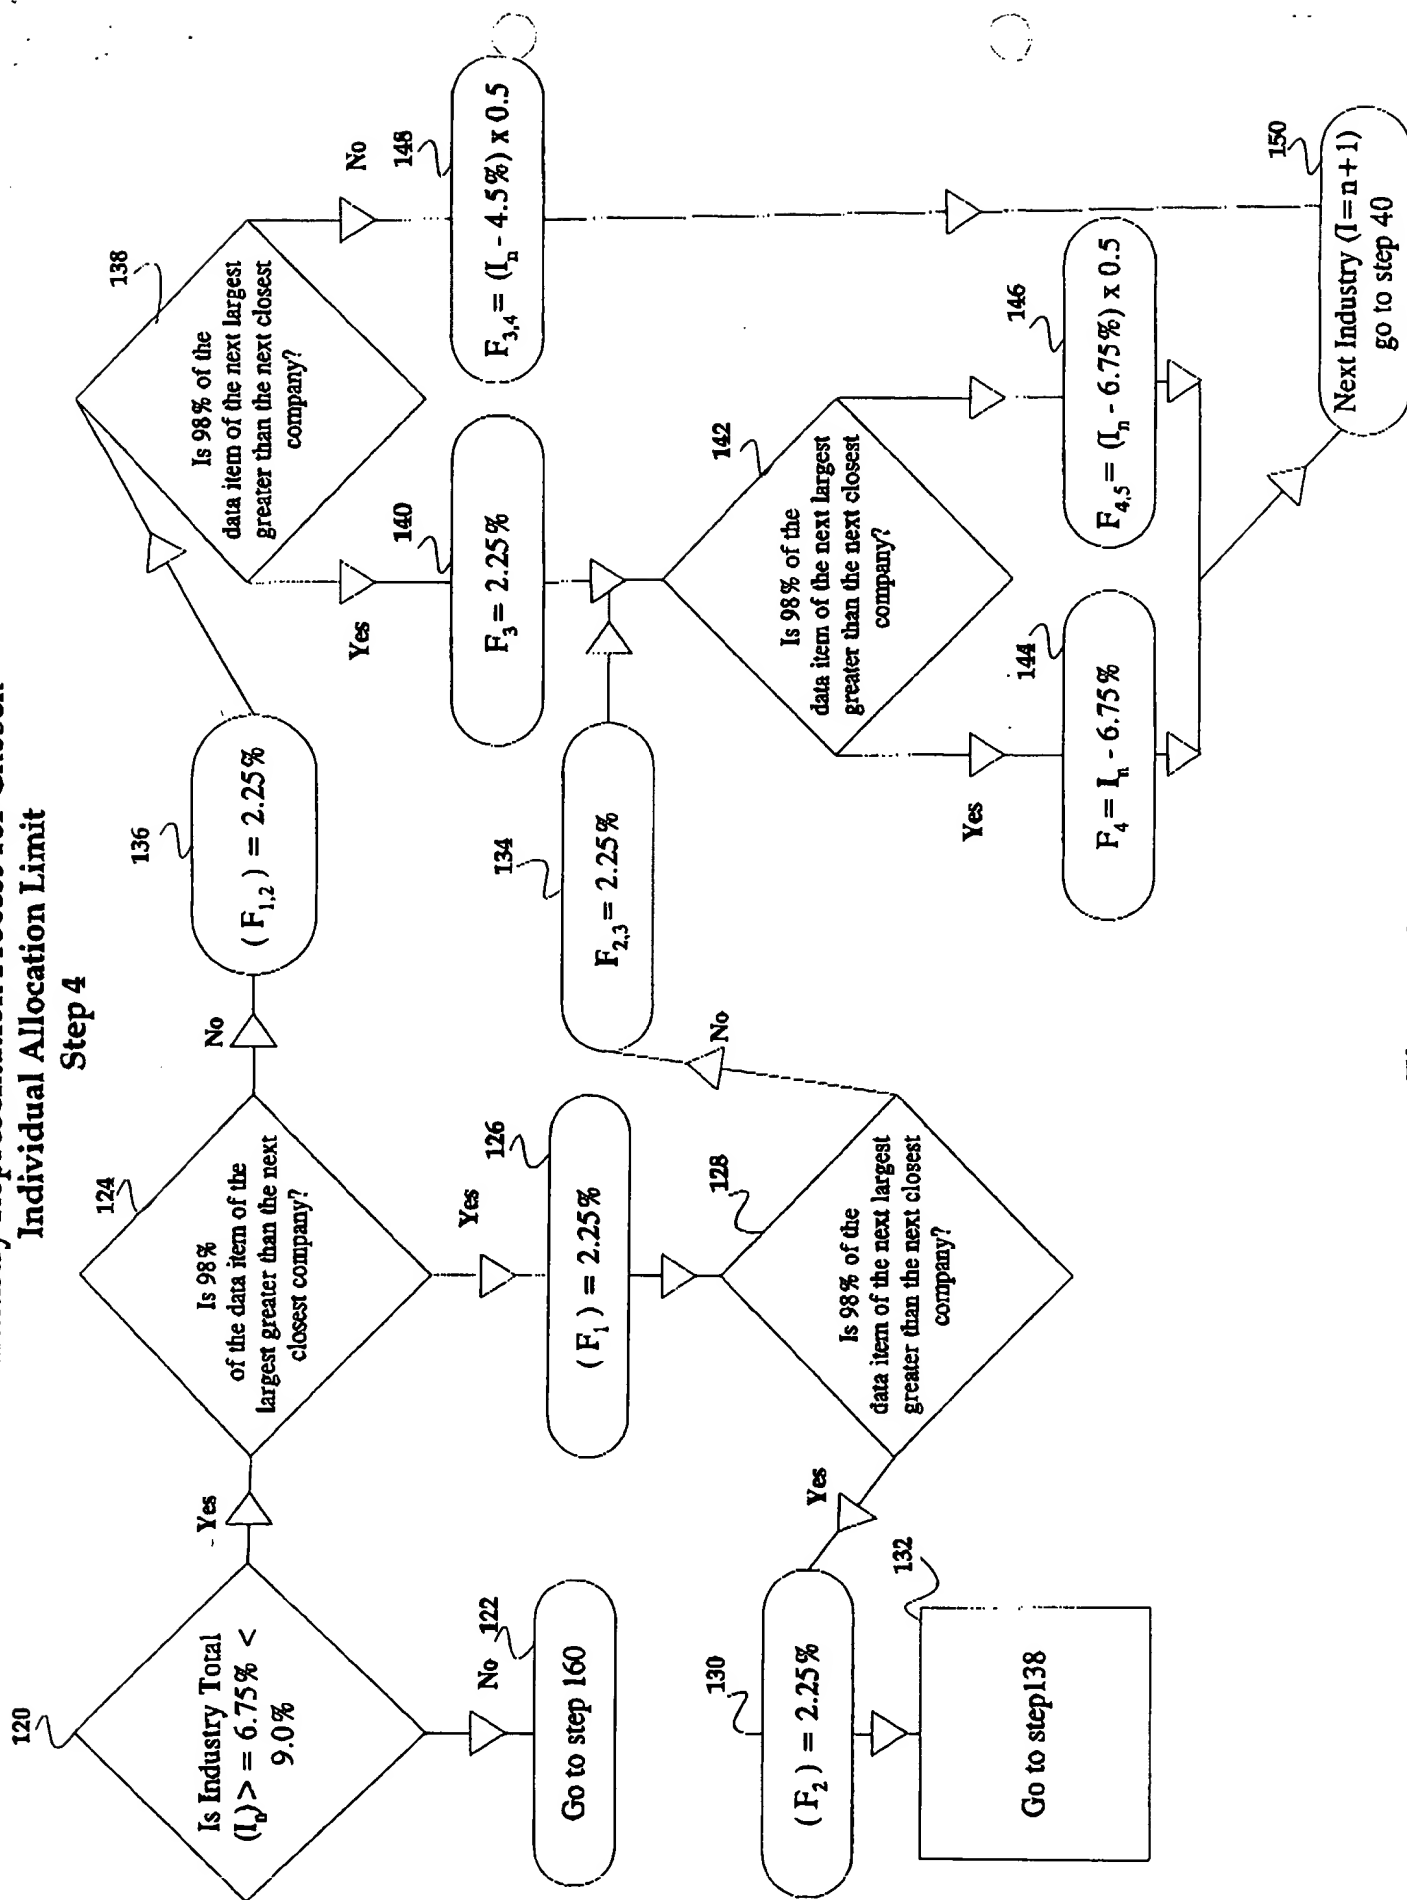 Individual Allocation Limit
Step 4
120
Is Industry Total
(Iₙ) > = 6.75% <
9.0%
Yes
No
122
Go to step 160
124
Is 98%
of the data item of the
largest greater than the next
closest company?
No
Yes
126
( F₁ ) = 2.25%
128
Is 98% of the
data item of the next largest
greater than the next closest
company?
Yes
No
130
( F₂ ) = 2.25%
132
Go to step138
134
F₂,₃ = 2.25%
136
( F₁,₂ ) = 2.25%
138
Is 98% of the
data item of the next largest
greater than the next closest
company?
Yes
No
140
F₃ = 2.25%
148
F₃,₄ = (Iₙ - 4.5%) x 0.5
142
Is 98% of the
data item of the next largest
greater than the next closest
company?
Yes
144
F₄ = Iₙ - 6.75%
146
F₄,₅ = (Iₙ - 6.75%) x 0.5
150
Next Industry (I=n+1)
go to step 40